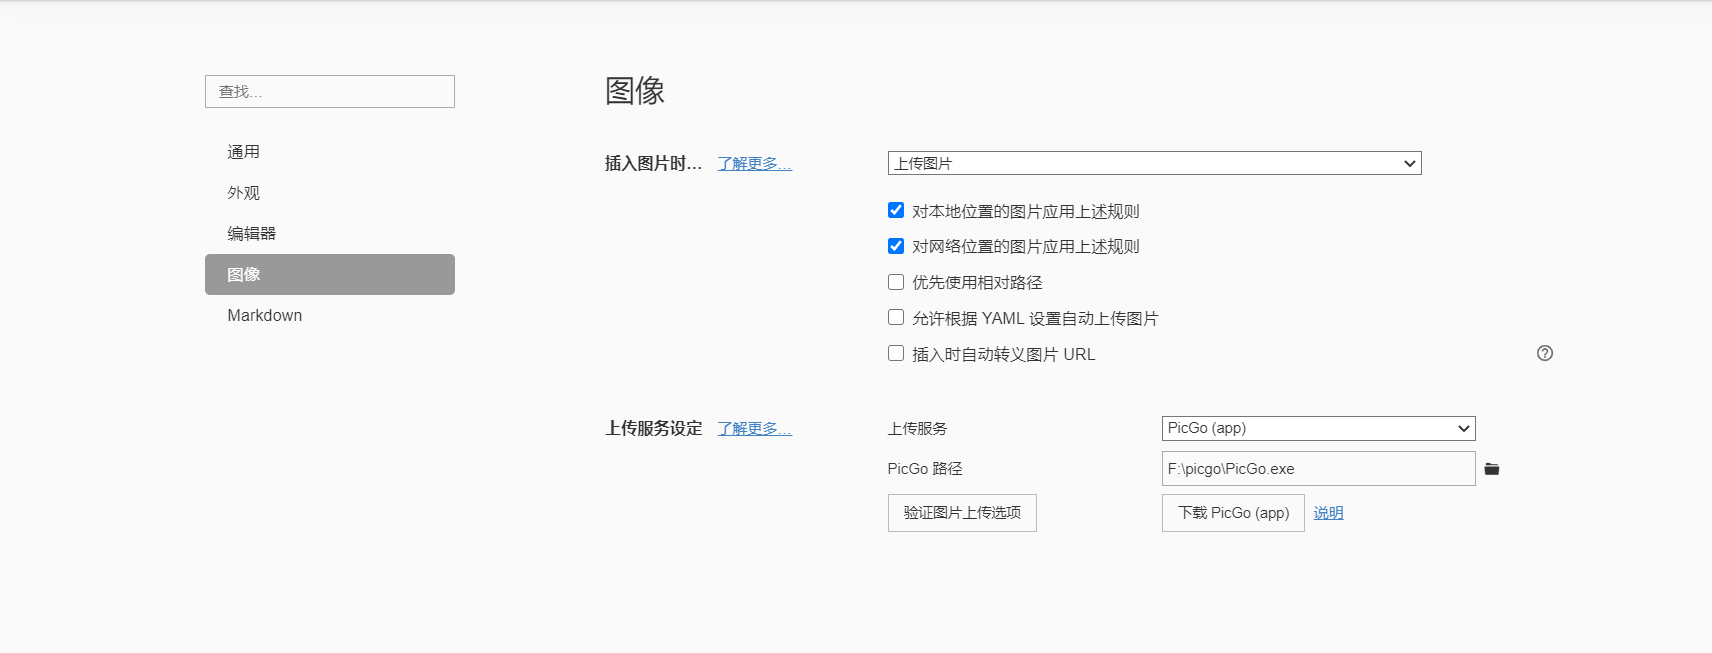 查找...
通用
外观
编辑器
图像
Markdown
图像
插入图片时... 了解更多... 上传图片
对本地位置的图片应用上述规则
对网络位置的图片应用上述规则
优先使用相对路径
允许根据 YAML 设置自动上传图片
插入时自动转义图片 URL
上传服务设定 了解更多... 上传服务 PicGo (app)
PicGo 路径 F:\picgo\PicGo.exe
验证图片上传选项 下载 PicGo (app) 说明